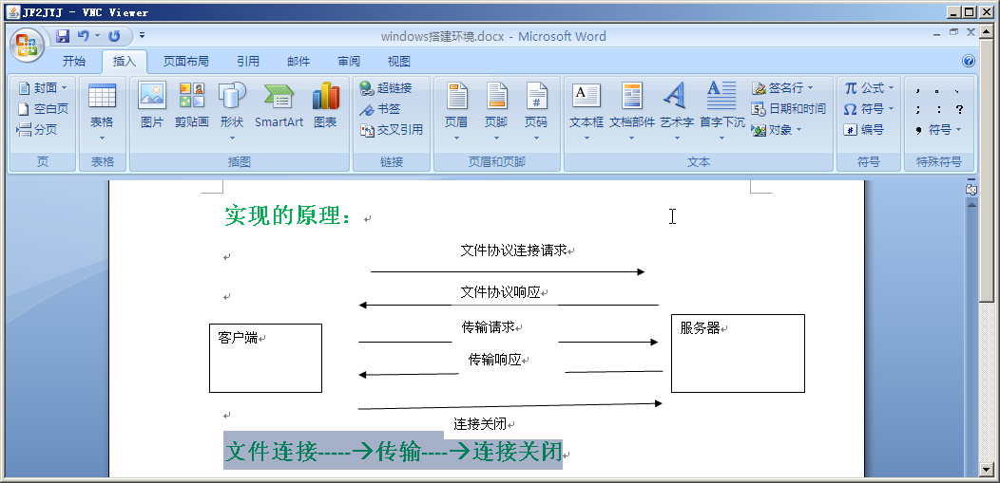 JF2JYJ - VNC Viewer
windows搭建环境.docx - Microsoft Word
开始 插入 页面布局 引用 邮件 审阅 视图
封面
空白页
分页
页
表格
表格
图片 剪贴画 形状 SmartArt 图表
插图
超链接
书签
交叉引用
链接
页眉 页脚 页码
页眉和页脚
文本框 文档部件 艺术字 首字下沉
签名行
日期和时间
对象
文本
π 公式
Ω 符号
# 编号
符号
， 。 、
； ： ？
， 符号
特殊符号
实现的原理：
文件协议连接请求
文件协议响应
客户端
传输请求
服务器
传输响应
连接关闭
文件连接-----→传输----→连接关闭